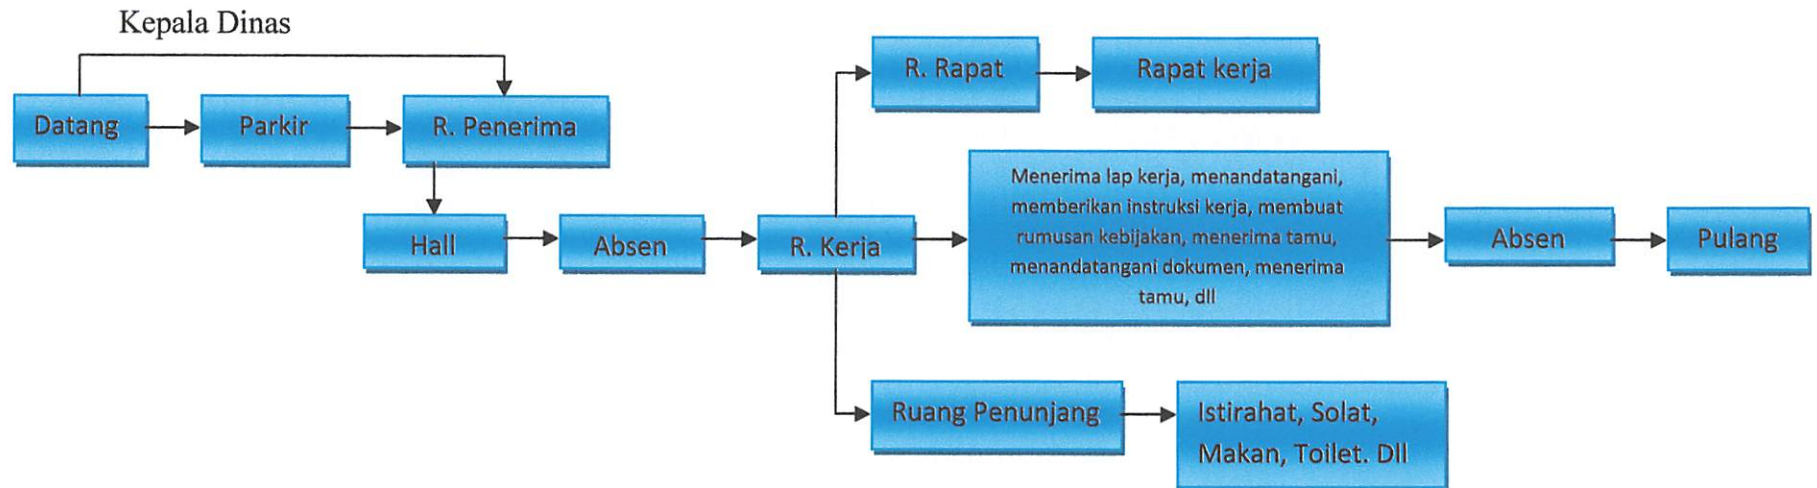 Kepala Dinas
Datang
Parkir
R. Penerima
Hall
Absen
R. Kerja
R. Rapat
Rapat kerja
Menerima lap kerja, menandatangani,
memberikan instruksi kerja, membuat
rumusan kebijakan, menerima tamu,
menandatangani dokumen, menerima
tamu, dll
Absen
Pulang
Ruang Penunjang
Istirahat, Solat,
Makan, Toilet. Dll